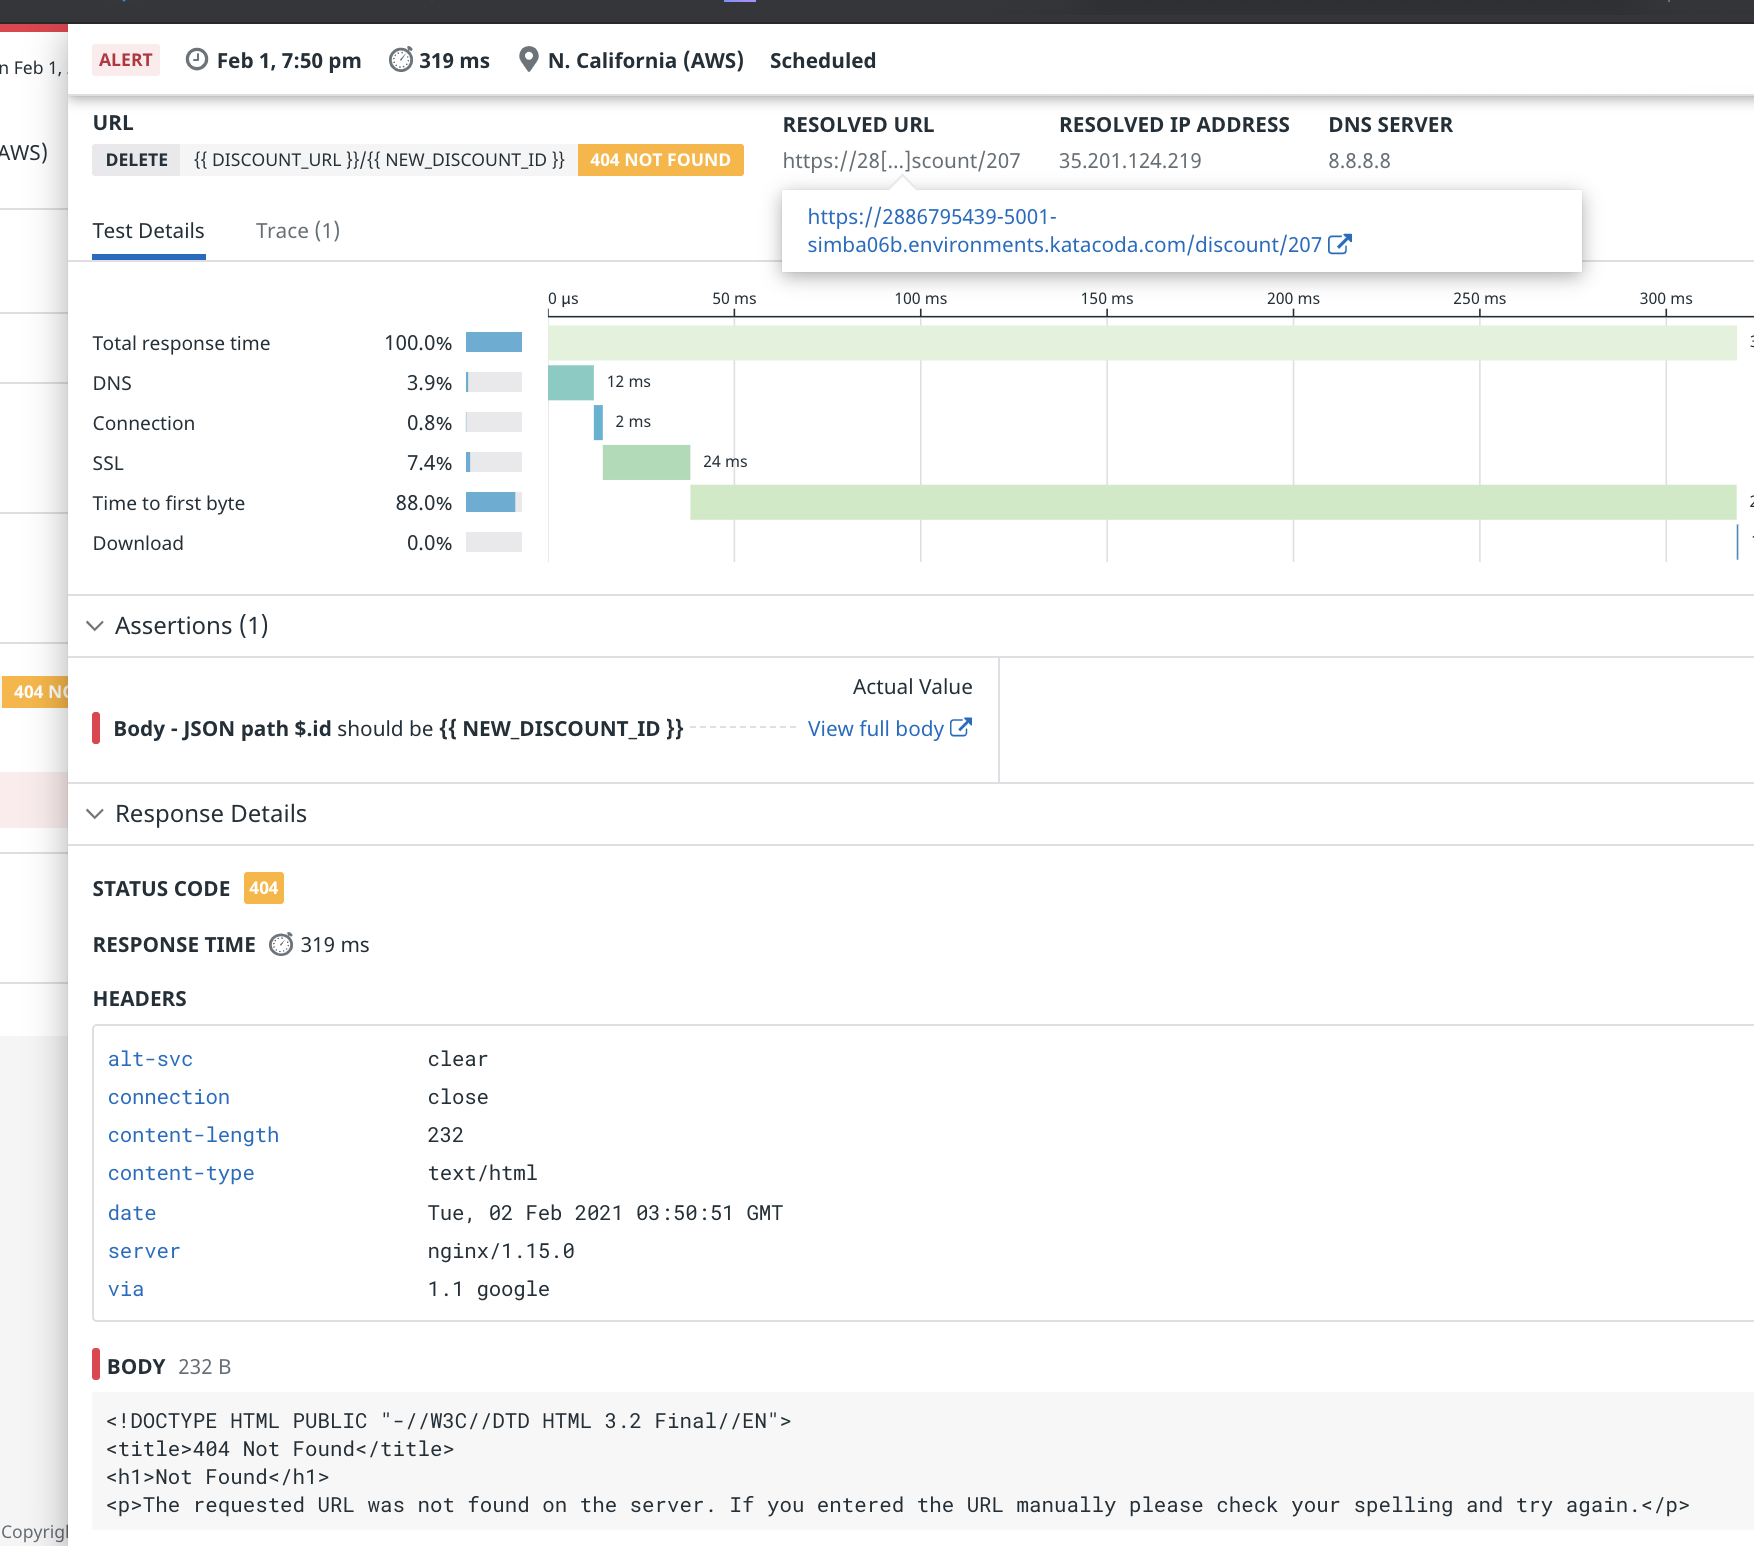 n Feb 1,
AWS)
404 NO
Copyrig
ALERT Feb 1, 7:50 pm 319 ms N. California (AWS) Scheduled
URL
DELETE {{ DISCOUNT_URL }}/{{ NEW_DISCOUNT_ID }} 404 NOT FOUND
RESOLVED URL
https://28[...]scount/207
RESOLVED IP ADDRESS
35.201.124.219
DNS SERVER
8.8.8.8
https://2886795439-5001-
simba06b.environments.katacoda.com/discount/207
Test Details Trace (1)
0 µs 50 ms 100 ms 150 ms 200 ms 250 ms 300 ms
Total response time 100.0%
DNS 3.9% 12 ms
Connection 0.8% 2 ms
SSL 7.4% 24 ms
Time to first byte 88.0%
Download 0.0%
Assertions (1)
Actual Value
Body - JSON path $.id should be {{ NEW_DISCOUNT_ID }} View full body
Response Details
STATUS CODE 404
RESPONSE TIME 319 ms
HEADERS
alt-svc clear
connection close
content-length 232
content-type text/html
date Tue, 02 Feb 2021 03:50:51 GMT
server nginx/1.15.0
via 1.1 google
BODY 232 B
<!DOCTYPE HTML PUBLIC "-//W3C//DTD HTML 3.2 Final//EN">
<title>404 Not Found</title>
<h1>Not Found</h1>
<p>The requested URL was not found on the server. If you entered the URL manually please check your spelling and try again.</p>